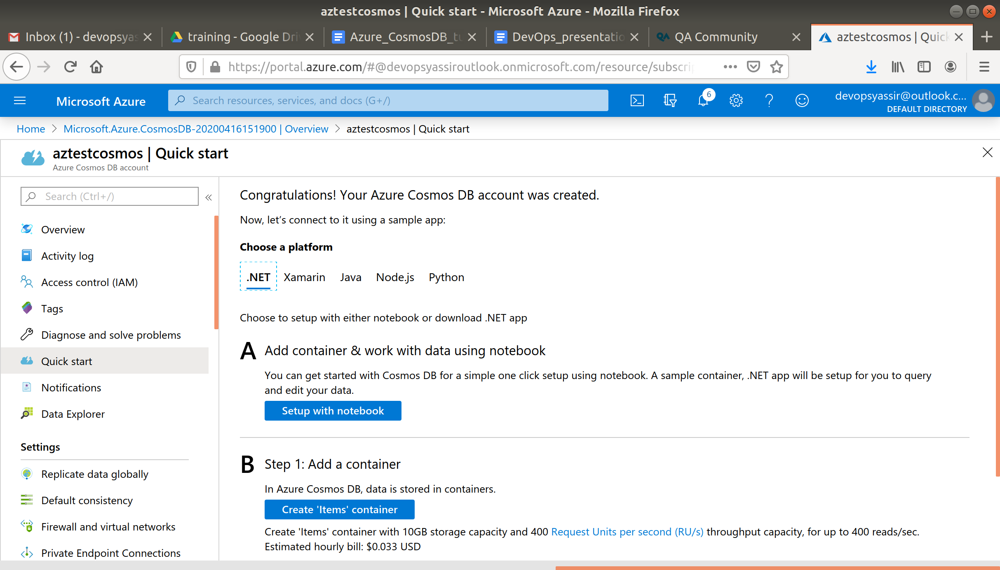 aztestcosmos | Quick start - Microsoft Azure - Mozilla Firefox
Inbox (1) - devopsyas
training - Google Dri
Azure_CosmosDB_tu
DevOps_presentatio
QA Community
aztestcosmos | Quick
https://portal.azure.com/#@devopsyassiroutlook.onmicrosoft.com/resource/subscrip
Microsoft Azure
Search resources, services, and docs (G+/)
6
devopsyassir@outlook.c...
DEFAULT DIRECTORY
Home > Microsoft.Azure.CosmosDB-20200416151900 | Overview > aztestcosmos | Quick start
aztestcosmos | Quick start
Azure Cosmos DB account
Search (Ctrl+/)
Overview
Activity log
Access control (IAM)
Tags
Diagnose and solve problems
Quick start
Notifications
Data Explorer
Settings
Replicate data globally
Default consistency
Firewall and virtual networks
Private Endpoint Connections
Congratulations! Your Azure Cosmos DB account was created.
Now, let's connect to it using a sample app:
Choose a platform
.NET Xamarin Java Node.js Python
Choose to setup with either notebook or download .NET app
A Add container & work with data using notebook
You can get started with Cosmos DB for a simple one click setup using notebook. A sample container, .NET app will be setup for you to query
and edit your data.
Setup with notebook
B Step 1: Add a container
In Azure Cosmos DB, data is stored in containers.
Create 'Items' container
Create 'Items' container with 10GB storage capacity and 400 Request Units per second (RU/s) throughput capacity, for up to 400 reads/sec.
Estimated hourly bill: $0.033 USD